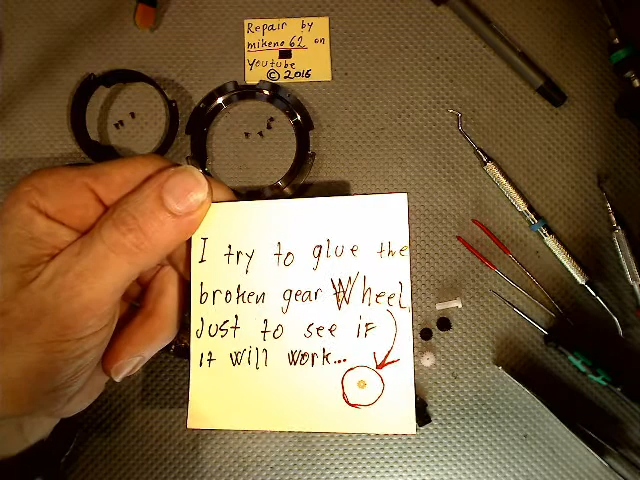 Repair by
mikeno62 on
Youtube
© 2016
I try to glue the
broken gear Wheel,
Just to see if
it will work...